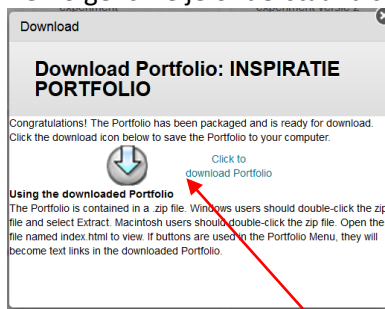 Download
Download Portfolio: INSPIRATIE
PORTFOLIO
Congratulations! The Portfolio has been packaged and is ready for download.
Click the download icon below to save the Portfolio to your computer.
Click to
download Portfolio
Using the downloaded Portfolio
The Portfolio is contained in a .zip file. Windows users should double-click the zip
file and select Extract. Macintosh users should double-click the zip file. Open the
file named index.html to view. If buttons are used in the Portfolio Menu, they will
become text links in the downloaded Portfolio.